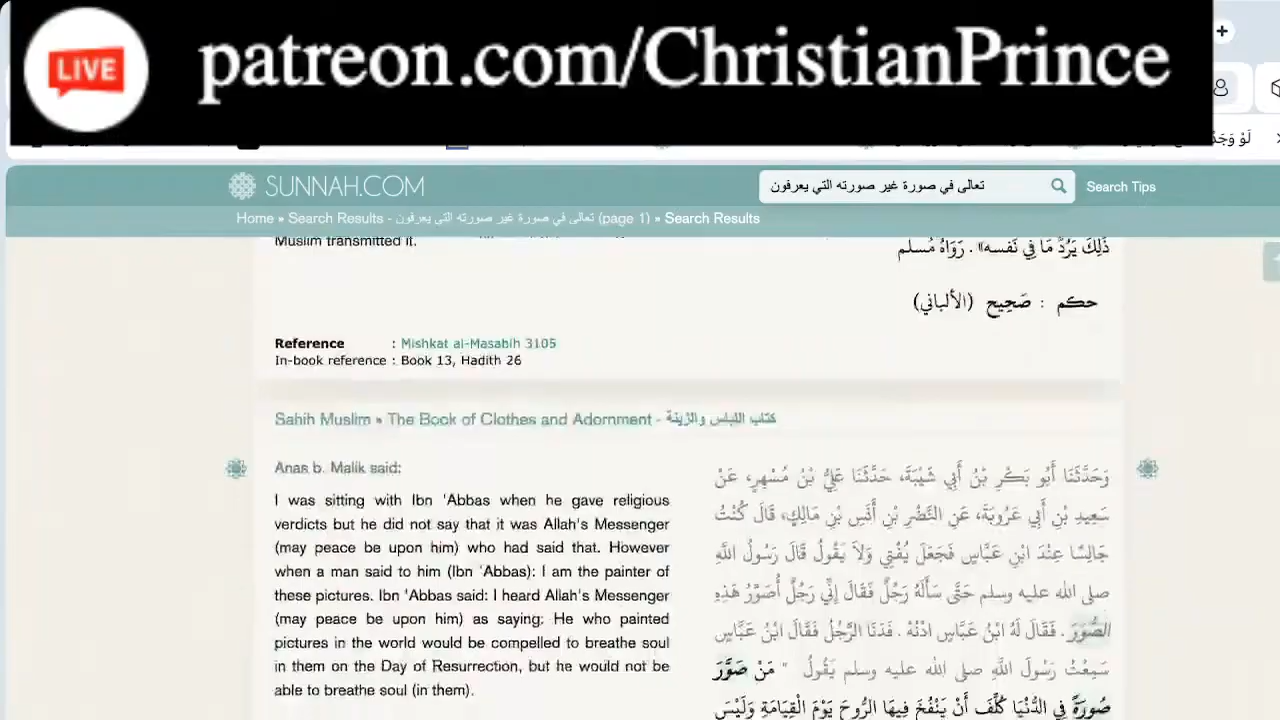 LIVE
patreon.com/ChristianPrince
لَوْ وَجَدْ
SUNNAH.COM
تعالى في صورة غير صورته التي يعرفون
Search Tips
Home » Search Results - تعالى في صورة غير صورته التي يعرفون (page 1) » Search Results
Muslim transmitted it.
ذَلِكَ يَرُدُّ مَا فِي نَفسه» . رَوَاهُ مُسلم
حكم : صَحِيح (الألباني)
Reference : Mishkat al-Masabih 3105
In-book reference : Book 13, Hadith 26
Sahih Muslim » The Book of Clothes and Adornment - كتاب اللباس والزينة
Anas b. Malik said:
I was sitting with Ibn 'Abbas when he gave religious
verdicts but he did not say that it was Allah's Messenger
(may peace be upon him) who had said that. However
when a man said to him (Ibn 'Abbas): I am the painter of
these pictures. Ibn 'Abbas said: I heard Allah's Messenger
(may peace be upon him) as saying: He who painted
pictures in the world would be compelled to breathe soul
in them on the Day of Resurrection, but he would not be
able to breathe soul (in them).
وَحَدَّثَنَا أَبُو بَكْرِ بْنُ أَبِي شَيْبَةَ، حَدَّثَنَا عَلِيُّ بْنُ مُسْهِرٍ، عَنْ
سَعِيدِ بْنِ أَبِي عَرُوبَةَ، عَنِ النَّضْرِ بْنِ أَنَسِ بْنِ مَالِكٍ، قَالَ كُنْتُ
جَالِسًا عِنْدَ ابْنِ عَبَّاسٍ فَجَعَلَ يُفْتِي وَلاَ يَقُولُ قَالَ رَسُولُ اللَّهِ
صلى الله عليه وسلم حَتَّى سَأَلَهُ رَجُلٌ فَقَالَ إِنِّي رَجُلٌ أُصَوِّرُ هَذِهِ
الصُّوَرَ . فَقَالَ لَهُ ابْنُ عَبَّاسٍ ادْنُهْ . فَدَنَا الرَّجُلُ فَقَالَ ابْنُ عَبَّاسٍ
سَمِعْتُ رَسُولَ اللَّهِ صلى الله عليه وسلم يَقُولُ " مَنْ صَوَّرَ
صُورَةً فِي الدُّنْيَا كُلِّفَ أَنْ يَنْفُخَ فِيهَا الرُّوحَ يَوْمَ الْقِيَامَةِ وَلَيْسَ